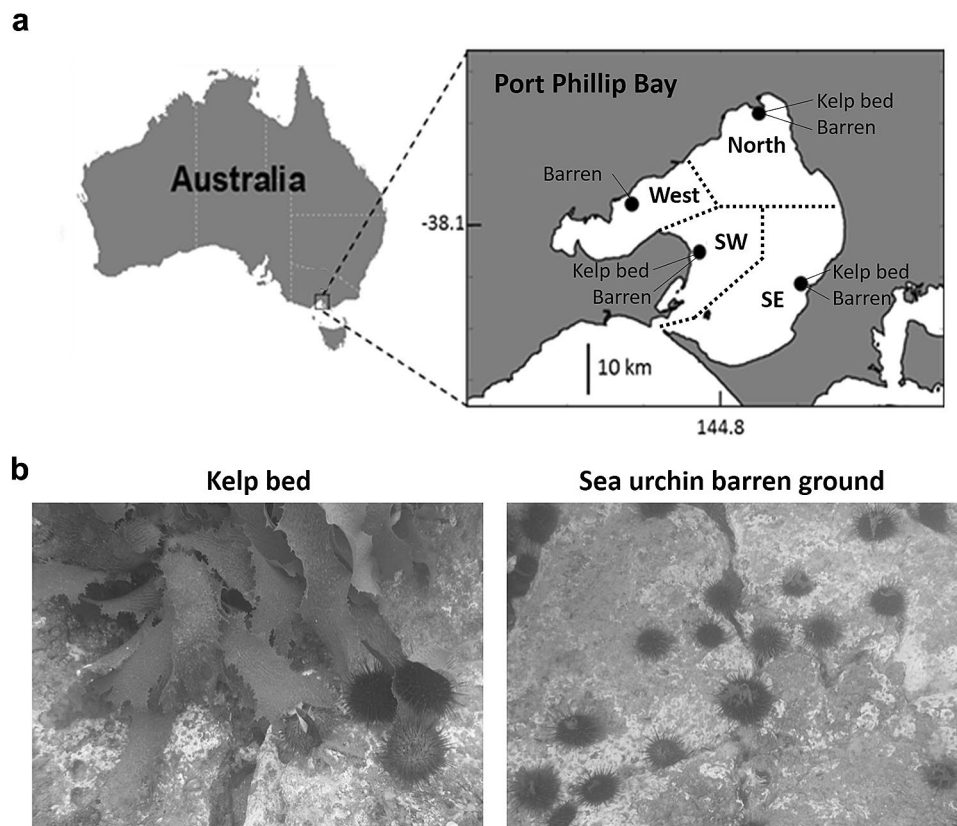 a
Australia
Port Phillip Bay
Kelp bed
Barren
North
Barren
West
-38.1
SW
Kelp bed
Barren
Kelp bed
Barren
SE
10 km
144.8
b
Kelp bed
Sea urchin barren ground